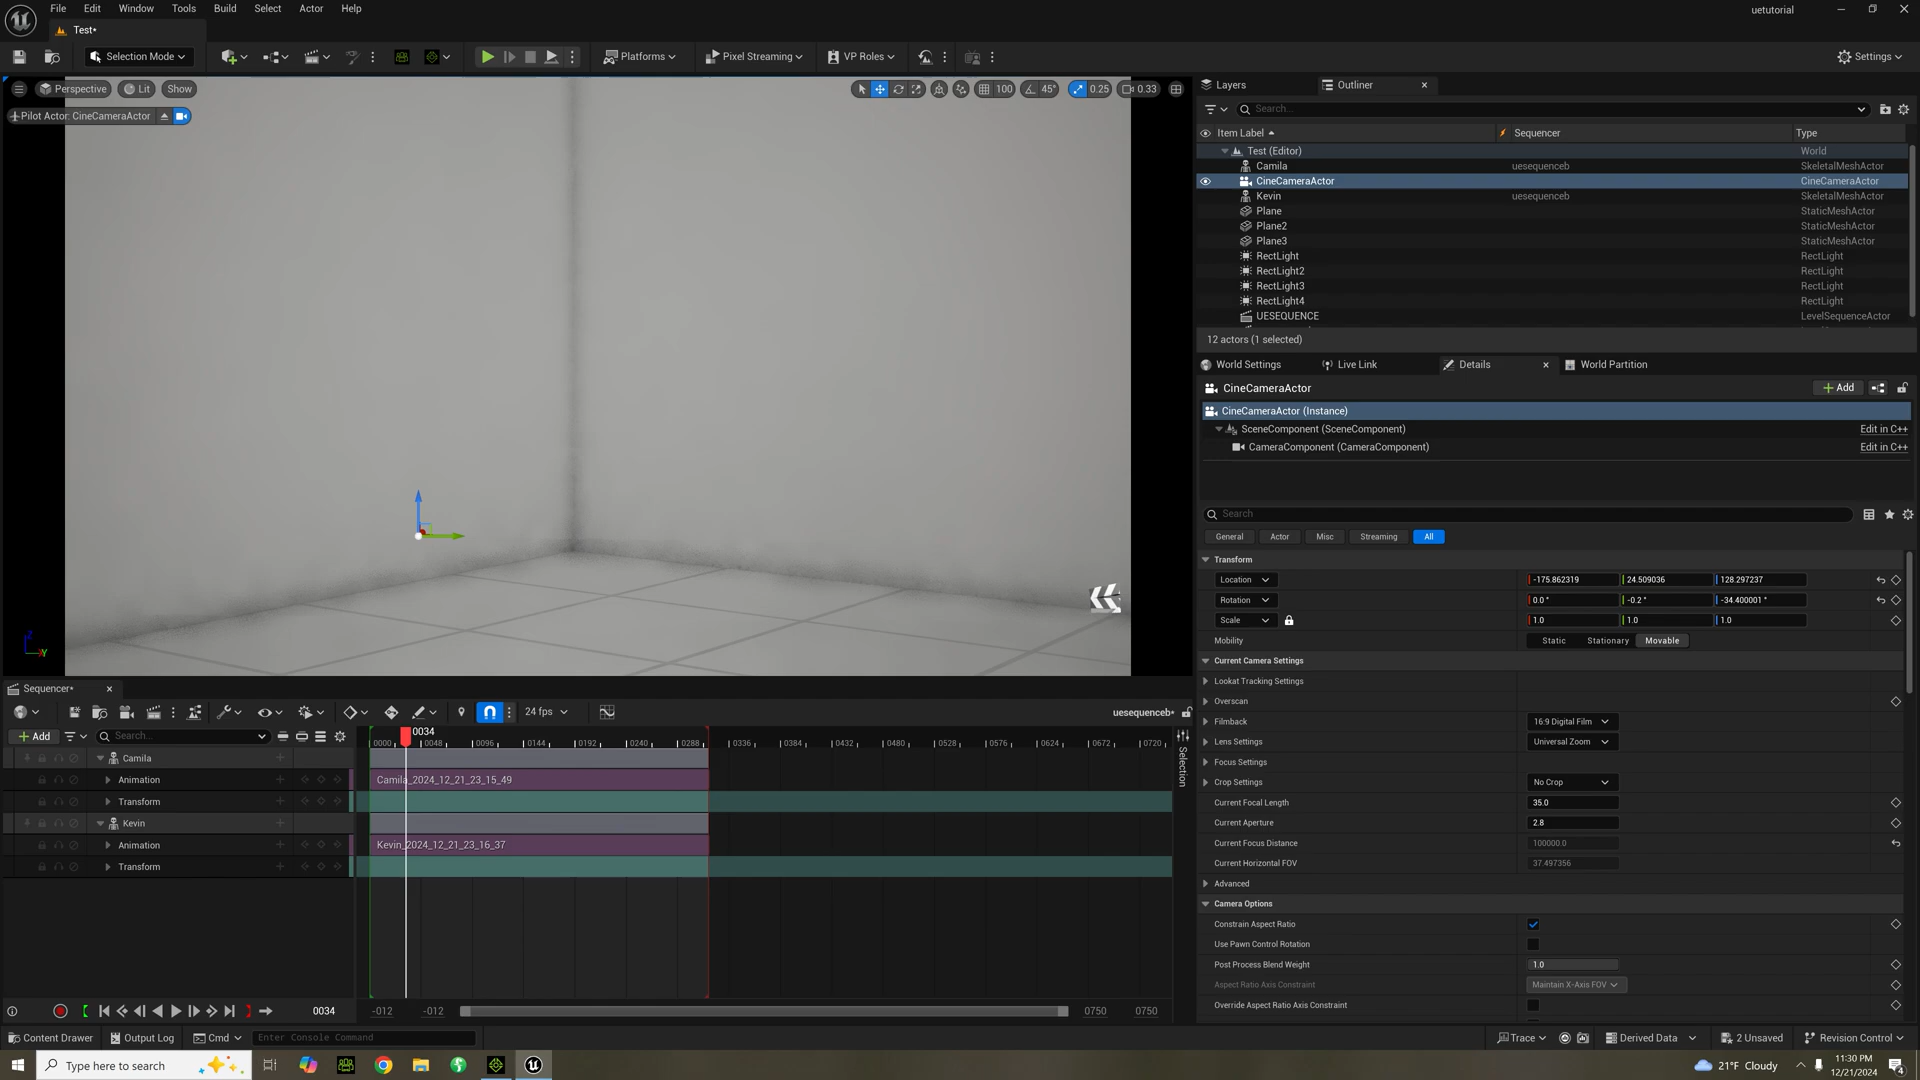 File Edit Window Tools Build Select Actor Help
uetutorial
Test*
Selection Mode
Platforms
Pixel Streaming
VP Roles
Settings
Perspective Lit Show
100 45° 0.25 0.33
Pilot Actor: CineCameraActor
Layers
Outliner
Search...
Item Label Sequencer Type
Test (Editor) World
Camila uesequenceb SkeletalMeshActor
CineCameraActor CineCameraActor
Kevin uesequenceb SkeletalMeshActor
Plane StaticMeshActor
Plane2 StaticMeshActor
Plane3 StaticMeshActor
RectLight RectLight
RectLight2 RectLight
RectLight3 RectLight
RectLight4 RectLight
UESEQUENCE LevelSequenceActor
12 actors (1 selected)
World Settings Live Link Details World Partition
CineCameraActor
Add
CineCameraActor (Instance)
SceneComponent (SceneComponent) Edit in C++
CameraComponent (CameraComponent) Edit in C++
Search
General Actor Misc Streaming All
Transform
Location -175.862319 24.509036 128.297237
Rotation 0.0 ° -0.2 ° -34.400001 °
Scale 1.0 1.0 1.0
Mobility Static Stationary Movable
Current Camera Settings
Lookat Tracking Settings
Overscan
Filmback 16:9 Digital Film
Lens Settings Universal Zoom
Focus Settings
Crop Settings No Crop
Current Focal Length 35.0
Current Aperture 2.8
Current Focus Distance 100000.0
Current Horizontal FOV 37.497356
Advanced
Camera Options
Constrain Aspect Ratio
Use Pawn Control Rotation
Post Process Blend Weight 1.0
Aspect Ratio Axis Constraint Maintain X-Axis FOV
Override Aspect Ratio Axis Constraint
Z
Y
Sequencer*
24 fps
uesequenceb*
Add
Search...
0034
0000 0048 0096 0144 0192 0240 0288 0336 0384 0432 0480 0528 0576 0624 0672 0720
Selection
Camila
Animation Camila_2024_12_21_23_15_49
Transform
Kevin
Animation Kevin_2024_12_21_23_16_37
Transform
0034 -012 -012 0750 0750
Content Drawer Output Log Cmd Enter Console Command
Trace Derived Data 2 Unsaved Revision Control
Type here to search
21°F Cloudy
11:30 PM
12/21/2024
4